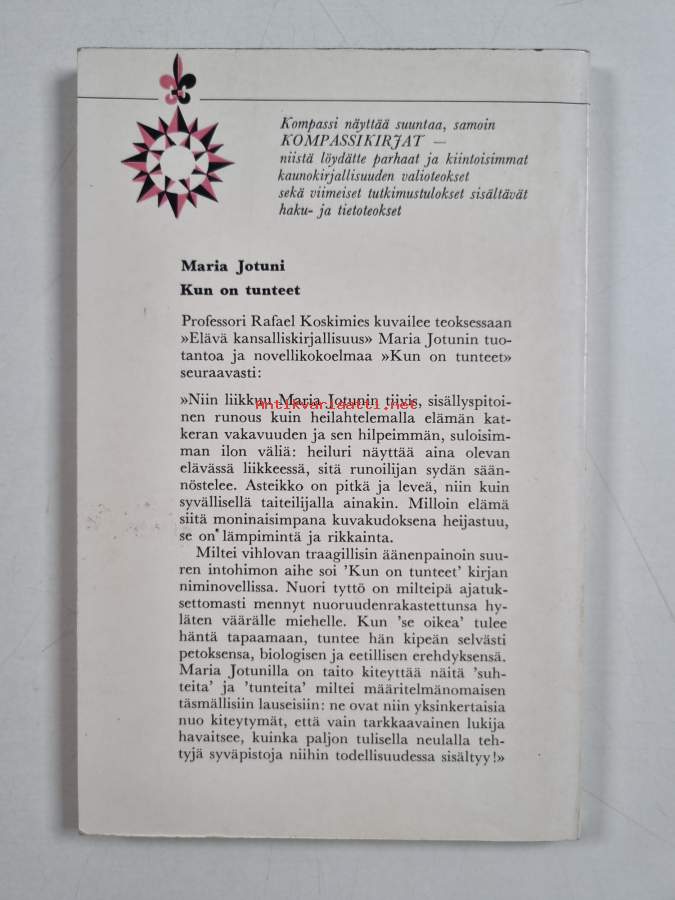 Kompassi näyttää suuntaa, samoin
KOMPASSIKIRJAT —
niistä löydätte parhaat ja kiintoisimmat
kaunokirjallisuuden valioteokset
sekä viimeiset tutkimustulokset sisältävät
haku- ja tietoteokset
Maria Jotuni
Kun on tunteet
Professori Rafael Koskimies kuvailee teoksessaan
»Elävä kansalliskirjallisuus» Maria Jotunin tuo-
tantoa ja novellikokoelmaa »Kun on tunteet»
seuraavasti:
»Niin liikkuu Maria Jotunin tiivis, sisällyspitoi-
Antikvariaatti.net
nen runous kuin heilahtelemalla elämän kat-
keran vakavuuden ja sen hilpeimmän, suloisim-
man ilon väliä: heiluri näyttää aina olevan
elävässä liikkeessä, sitä runoilijan sydän sään-
nöstelee. Asteikko on pitkä ja leveä, niin kuin
syvällisellä taiteilijalla ainakin. Milloin elämä
siitä moninaisimpana kuvakudoksena heijastuu,
se on lämpimintä ja rikkainta.
Miltei vihlovan traagillisin äänenpainoin suu-
ren intohimon aihe soi 'Kun on tunteet' kirjan
niminovellissa. Nuori tyttö on milteipä ajatuk-
settomasti mennyt nuoruudenrakastettunsa hy-
läten väärälle miehelle. Kun 'se oikea' tulee
häntä tapaamaan, tuntee hän kipeän selvästi
petoksensa, biologisen ja eetillisen erehdyksensä.
Maria Jotunilla on taito kiteyttää näitä 'suh-
teita' ja 'tunteita' miltei määritelmänomaisen
täsmällisiin lauseisiin: ne ovat niin yksinkertaisia
nuo kiteytymät, että vain tarkkaavainen lukija
havaitsee, kuinka paljon tulisella neulalla teh-
tyjä syväpistoja niihin todellisuudessa sisältyy!»